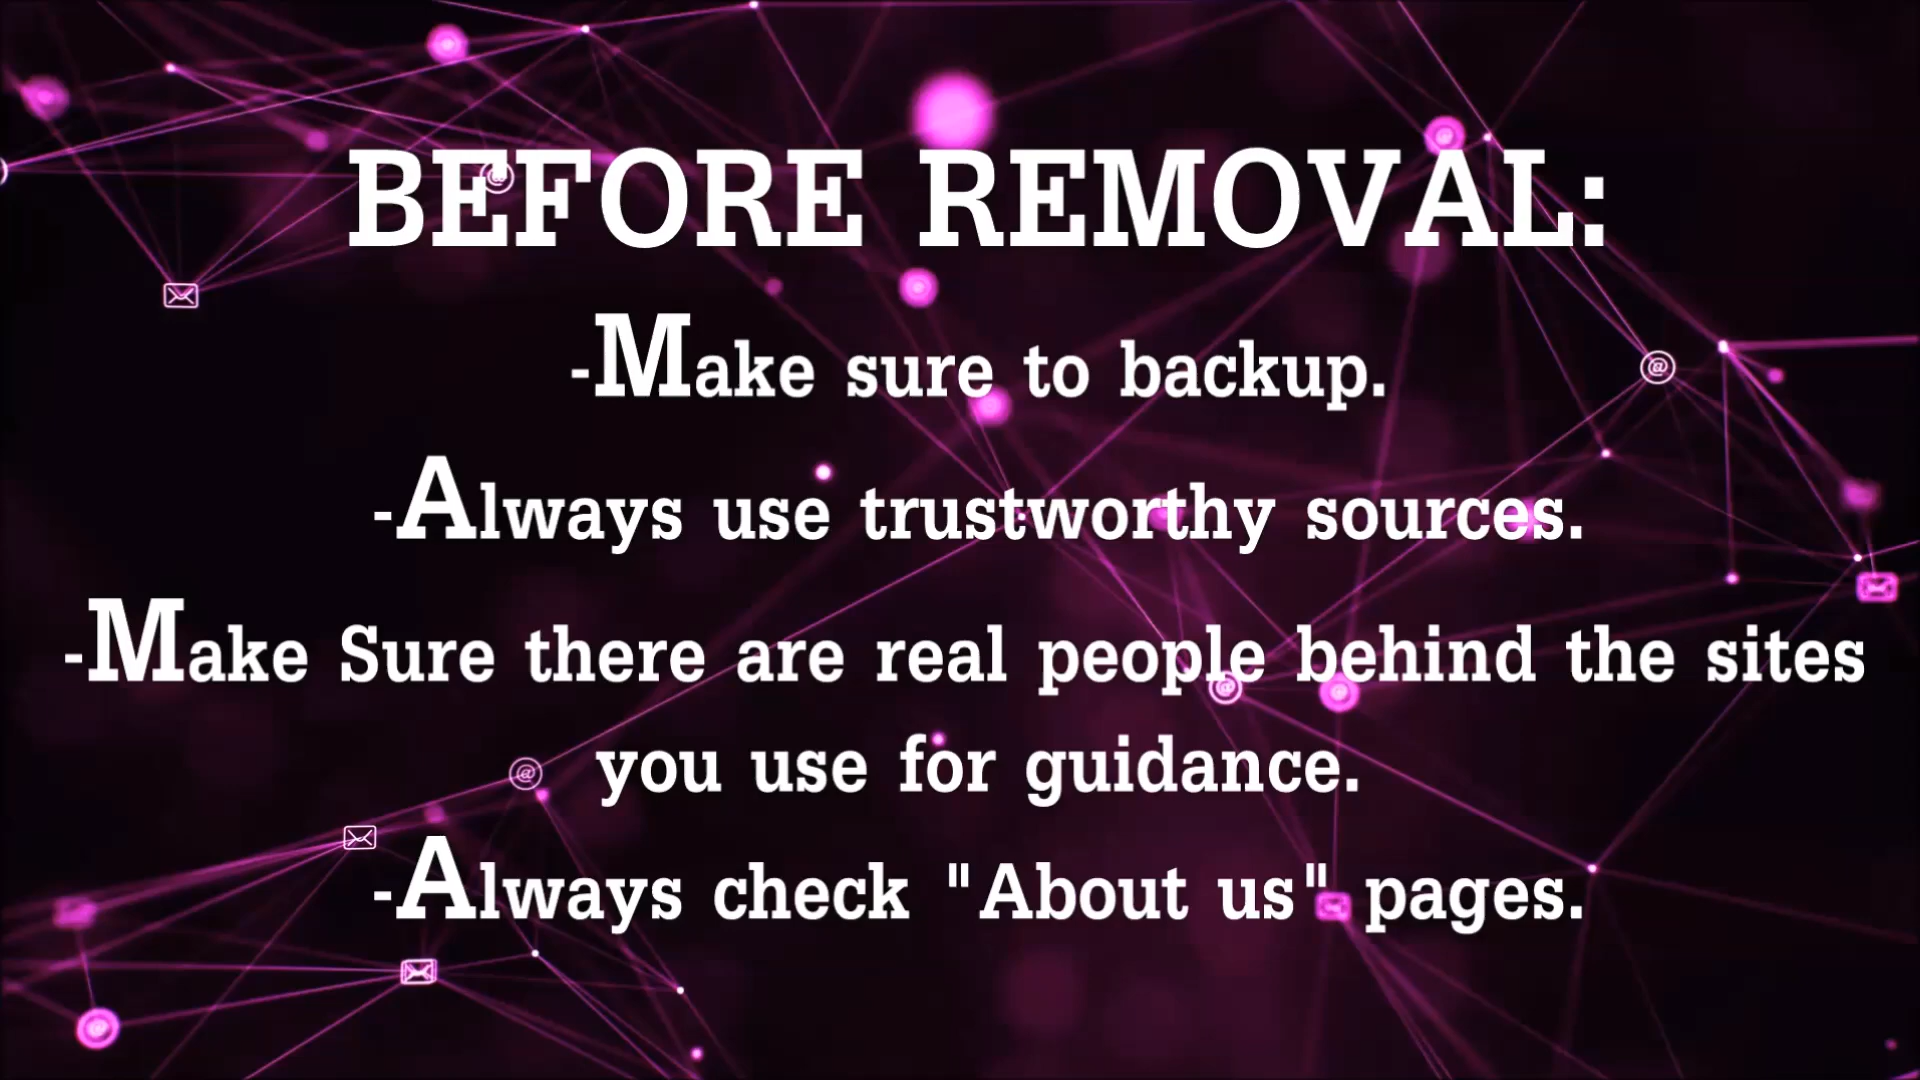 BEFORE REMOVAL:
-Make sure to backup.
-Always use trustworthy sources.
-Make Sure there are real people behind the sites
you use for guidance.
-Always check "About us" pages.